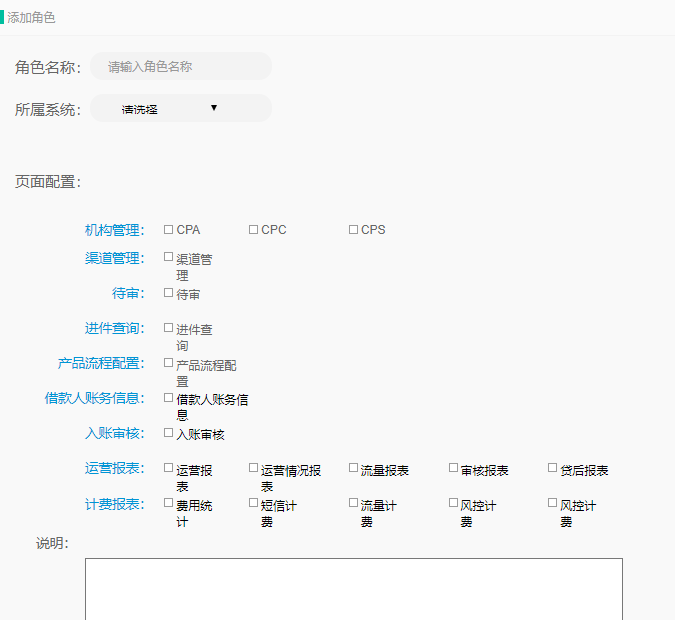 添加角色
角色名称： 请输入角色名称
所属系统： 请选择
页面配置：
机构管理： CPA CPC CPS
渠道管理： 渠道管
理
待审： 待审
进件查询： 进件查
询
产品流程配置： 产品流程配
置
借款人账务信息： 借款人账务信
息
入账审核： 入账审核
运营报表： 运营报 运营情况报 流量报表 审核报表 贷后报表
表 表
计费报表： 费用统 短信计 流量计 风控计 风控计
计 费 费 费 费
说明：